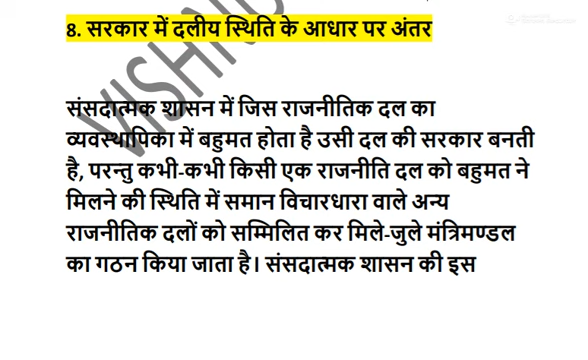 8. सरकार में दलीय स्थिति के आधार पर अंतर
संसदात्मक शासन में जिस राजनीतिक दल का
व्यवस्थापिका में बहुमत होता है उसी दल की सरकार बनती
है, परन्तु कभी-कभी किसी एक राजनीति दल को बहुमत ने
मिलने की स्थिति में समान विचारधारा वाले अन्य
राजनीतिक दलों को सम्मिलित कर मिले-जुले मंत्रिमण्डल
का गठन किया जाता है। संसदात्मक शासन की इस
VISHNU